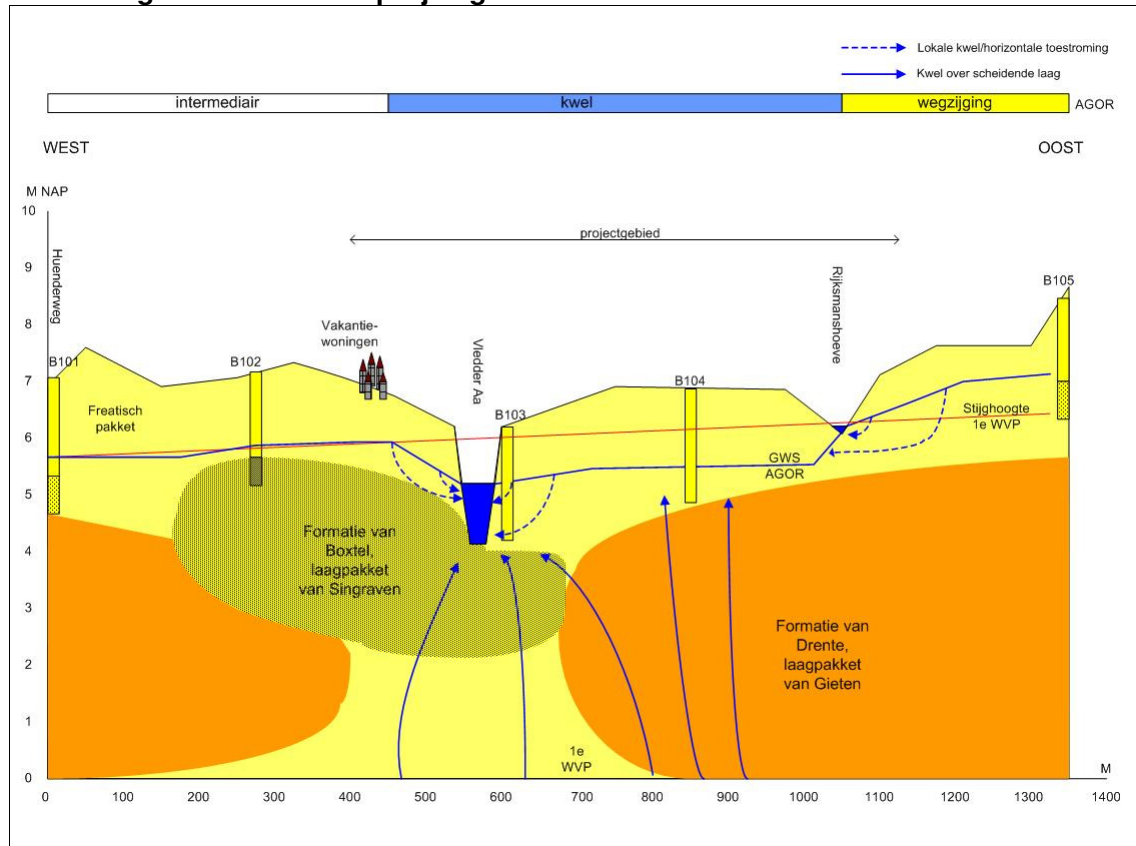 Lokale kwel/horizontale toestroming
Kwel over scheidende laag
intermediair kwel wegzijging AGOR
WEST OOST
M NAP
10
9
8
7
6
5
4
3
2
1
0
projectgebied
Huenderweg
B101
Freatisch
pakket
B102
Vakantie-
woningen
Vledder Aa
B103
B104
Rijksmanshoeve
B105
Stijghoogte
1e WVP
GWS
AGOR
Formatie van
Boxtel,
laagpakket
van Singraven
Formatie van
Drente,
laagpakket
van Gieten
1e
WVP
M
0 100 200 300 400 500 600 700 800 900 1000 1100 1200 1300 1400